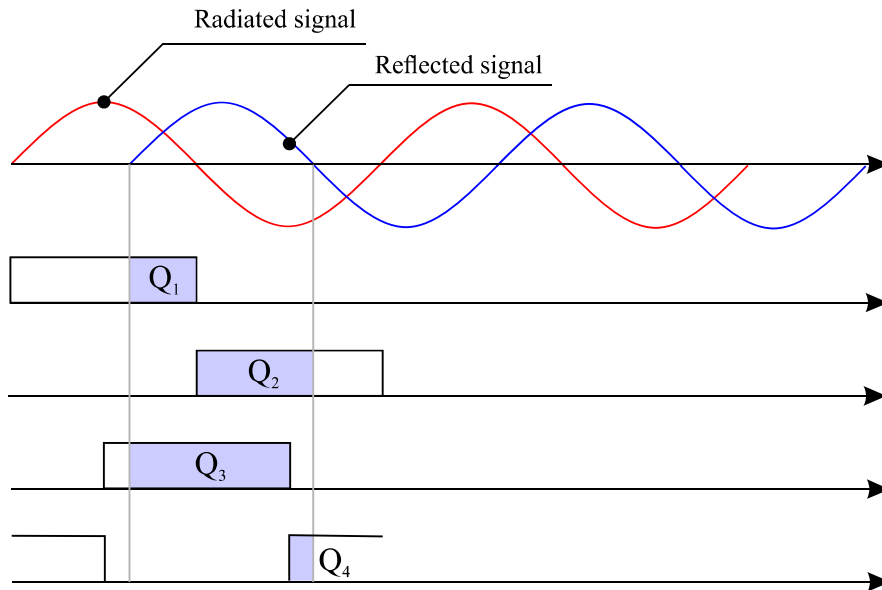 Radiated signal
Reflected signal
Q₁
Q₂
Q₃
Q₄